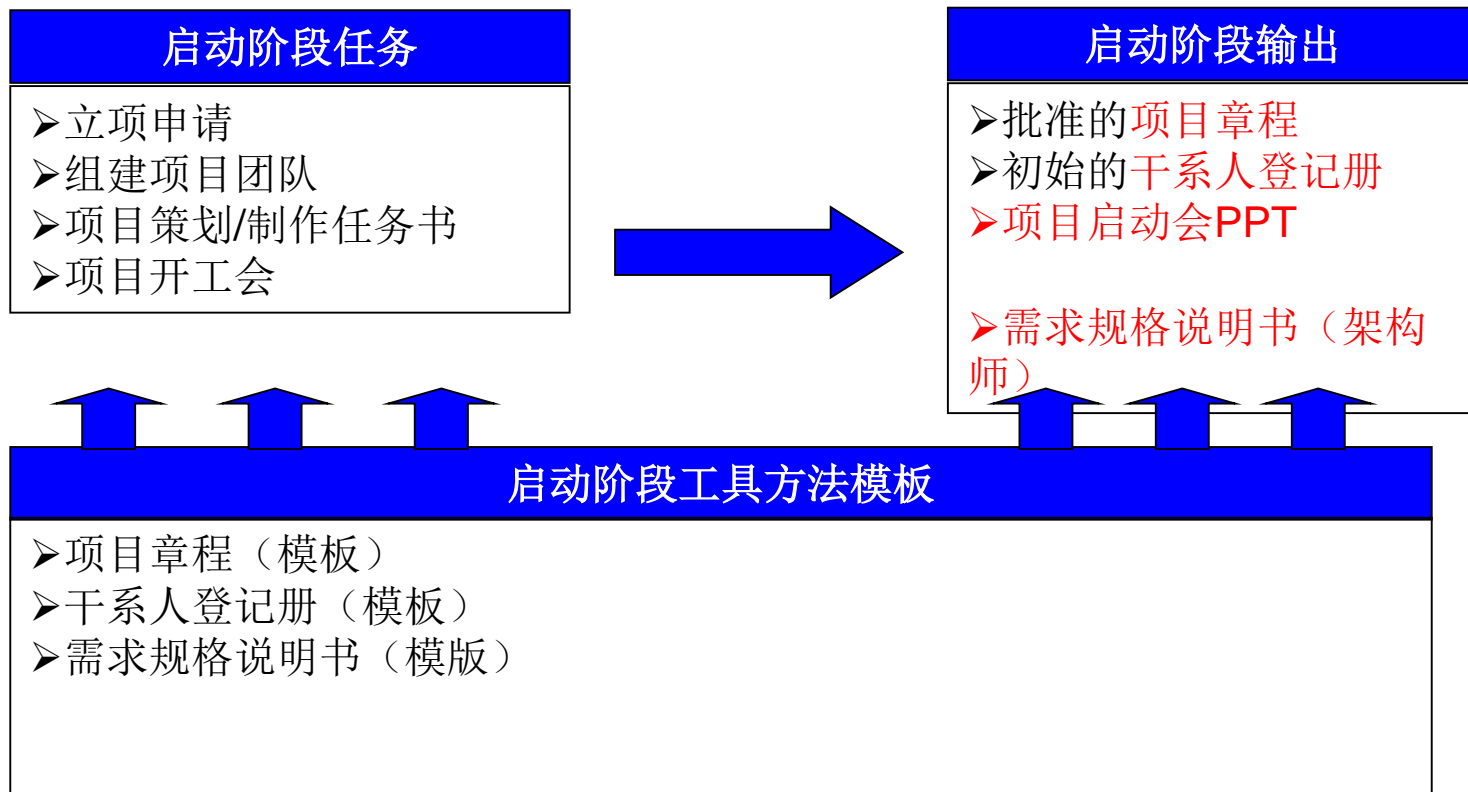 启动阶段任务
➢立项申请
➢组建项目团队
➢项目策划/制作任务书
➢项目开工会
启动阶段输出
➢批准的项目章程
➢初始的干系人登记册
➢项目启动会PPT
➢需求规格说明书（架构
师）
启动阶段工具方法模板
➢项目章程（模板）
➢干系人登记册（模板）
➢需求规格说明书（模版）